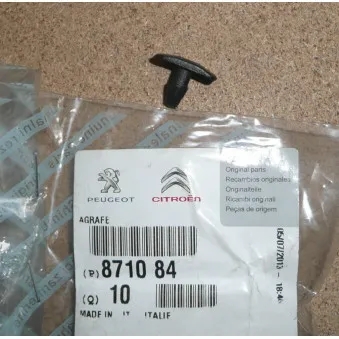 Original parts
Recambios originales
Originalteile
Ricambi originali
Peças de origem
PEUGEOT
CITROËN
AGRAFE
(P) 8710 84
(Q) 10
MADE IN IT. ITALIE